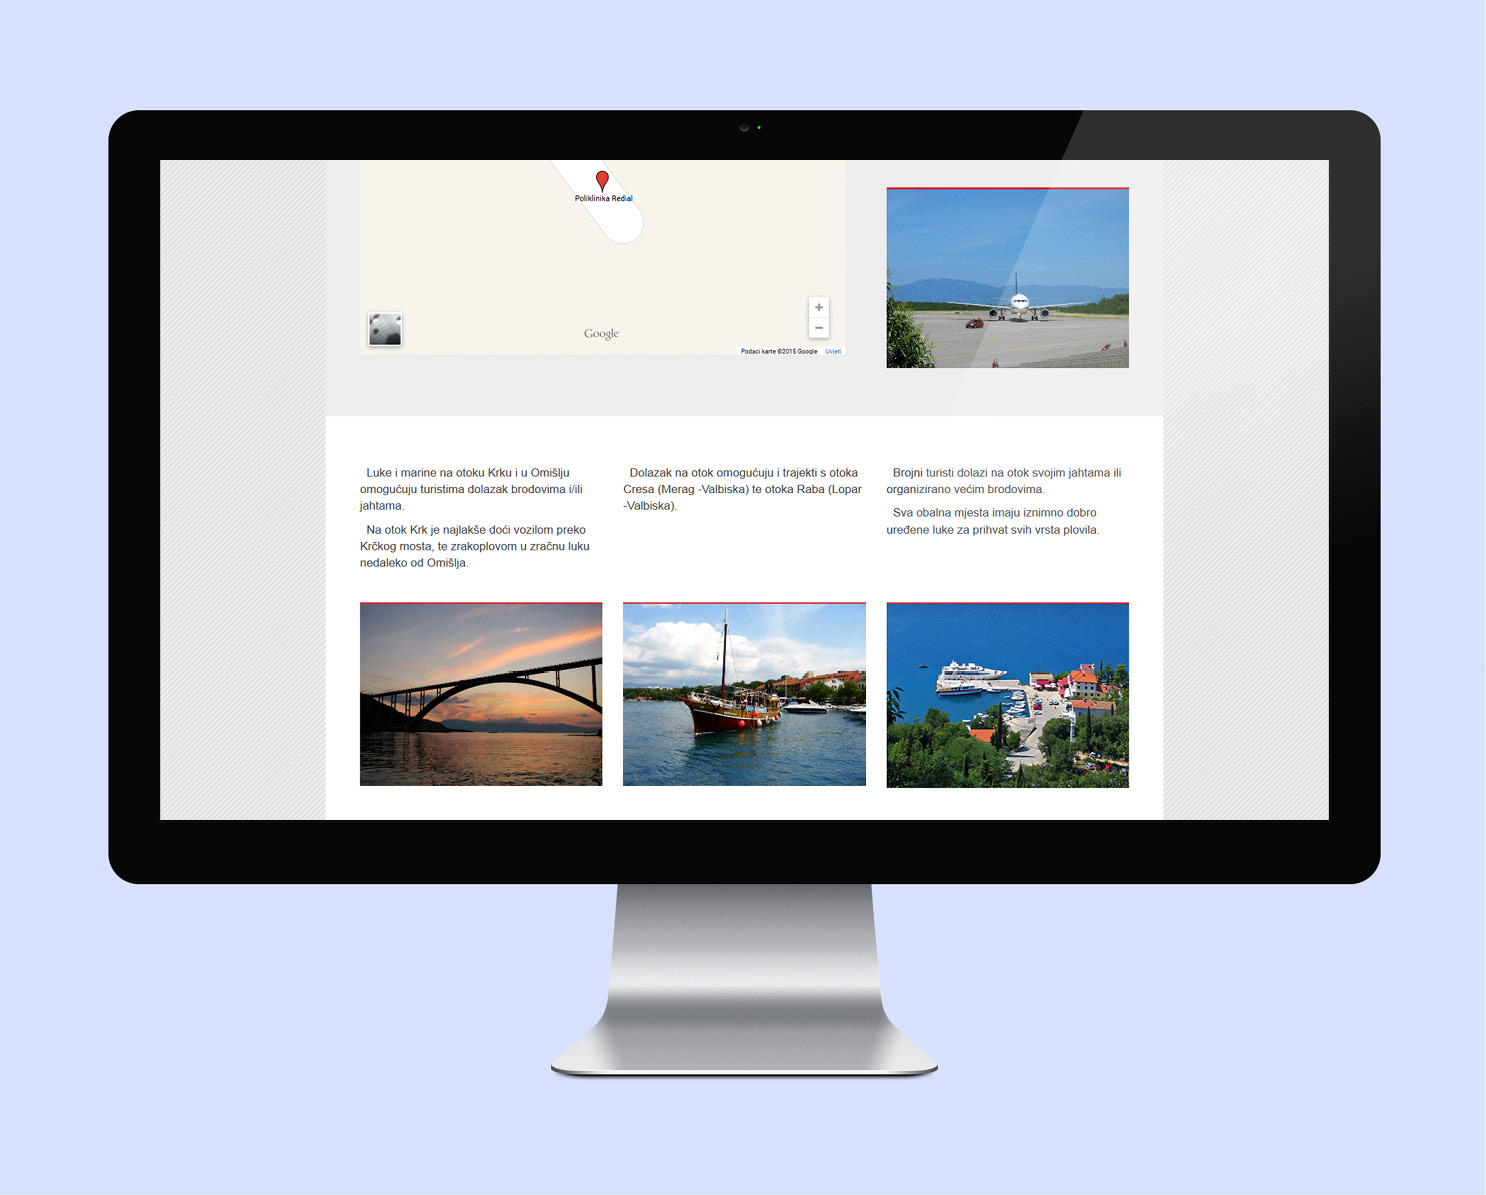 Poliklinika Redial
Google
Podaci karte ©2015 Google Uvjeti
Luke i marine na otoku Krku i u Omišlju
omogućuju turistima dolazak brodovima i/ili
jahtama.
Na otok Krk je najlakše doći vozilom preko
Krčkog mosta, te zrakoplovom u zračnu luku
nedaleko od Omišlja.
Dolazak na otok omogućuju i trajekti s otoka
Cresa (Merag -Valbiska) te otoka Raba (Lopar
-Valbiska).
Brojni turisti dolazi na otok svojim jahtama ili
organizirano većim brodovima.
Sva obalna mjesta imaju iznimno dobro
uređene luke za prihvat svih vrsta plovila.